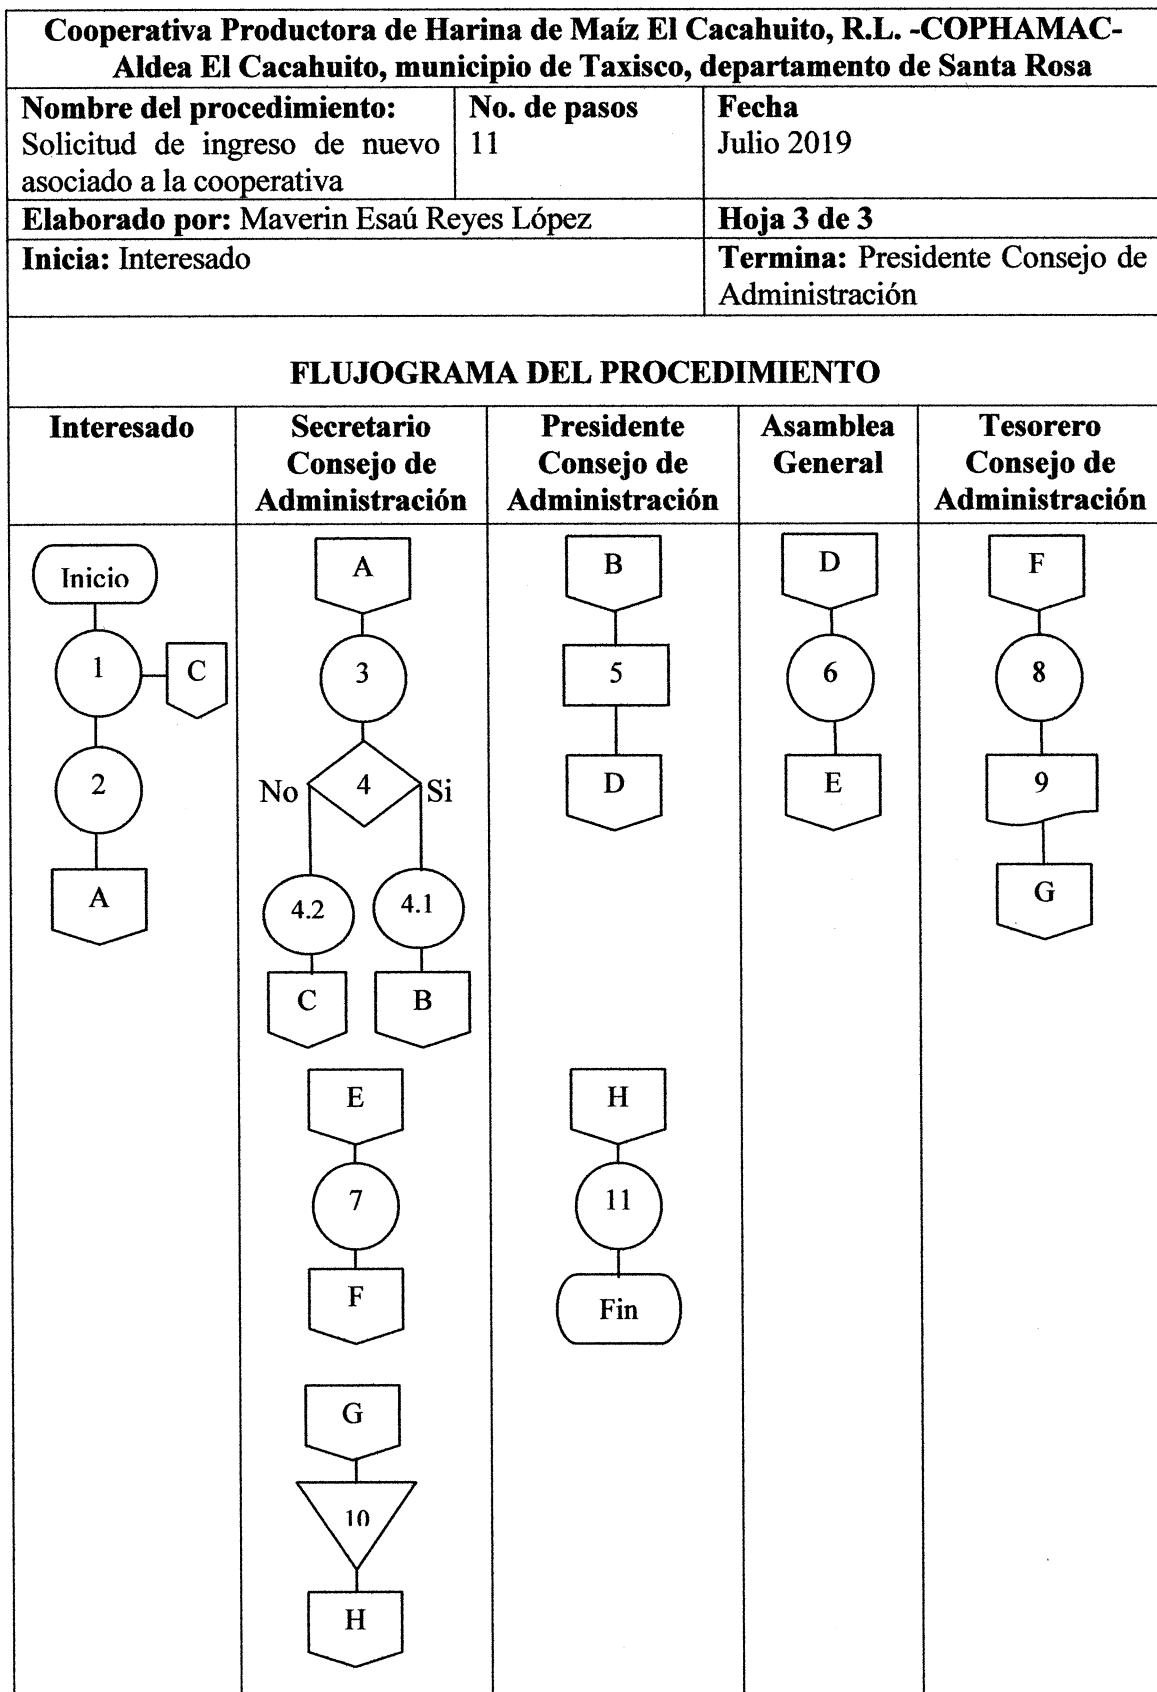 Cooperativa Productora de Harina de Maíz El Cacahuito, R.L. -COPHAMAC-
Aldea El Cacahuito, municipio de Taxisco, departamento de Santa Rosa
Nombre del procedimiento:
Solicitud de ingreso de nuevo
asociado a la cooperativa
No. de pasos
11
Fecha
Julio 2019
Elaborado por: Maverin Esaú Reyes López
Hoja 3 de 3
Inicia: Interesado
Termina: Presidente Consejo de
Administración
FLUJOGRAMA DEL PROCEDIMIENTO
Interesado
Secretario
Consejo de
Administración
Presidente
Consejo de
Administración
Asamblea
General
Tesorero
Consejo de
Administración
Inicio
1
C
2
A
A
3
No
4
Si
4.2
4.1
C
B
E
7
F
G
10
H
B
5
D
H
11
Fin
D
6
E
F
8
9
G